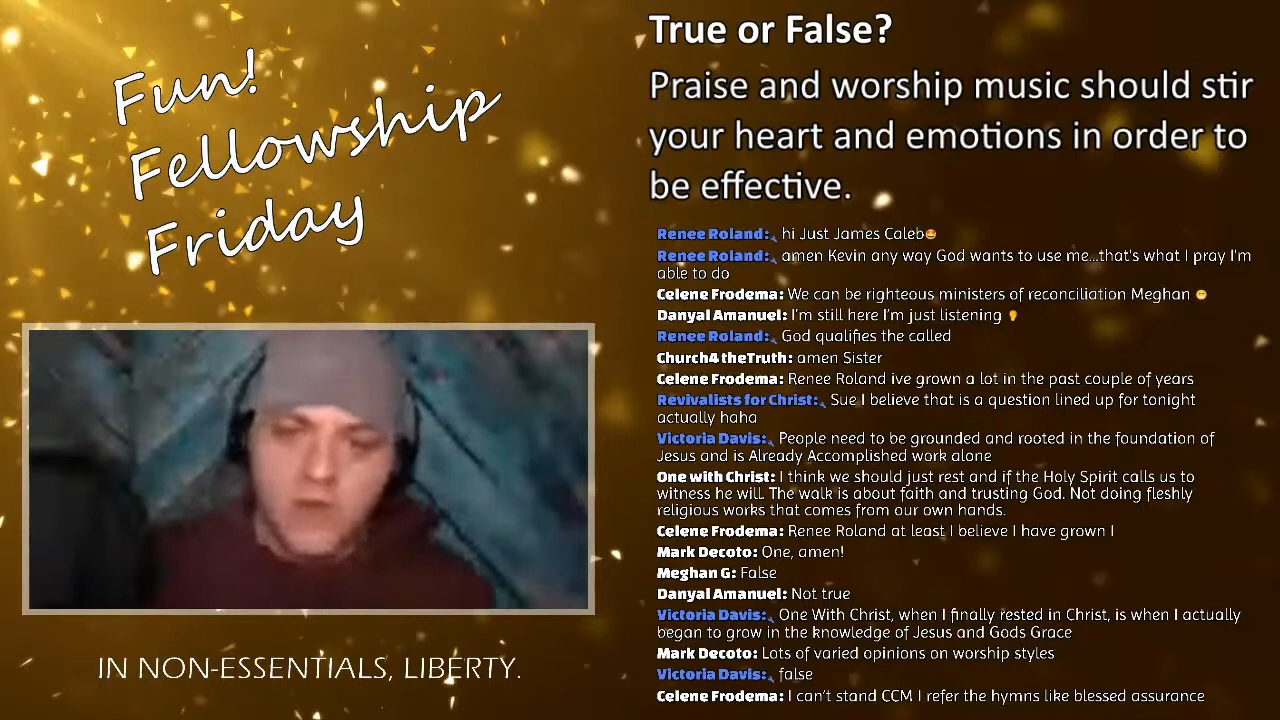 Fun!
Fellowship
Friday
IN NON-ESSENTIALS, LIBERTY.
True or False?
Praise and worship music should stir
your heart and emotions in order to
be effective.
Renee Roland: hi Just James Caleb🤩
Renee Roland: amen Kevin any way God wants to use me...that's what I pray I'm
able to do
Celene Frodema: We can be righteous ministers of reconciliation Meghan 😁
Danyal Amanuel: I'm still here I'm just listening 👂
Renee Roland: God qualifies the called
Church4theTruth: amen Sister
Celene Frodema: Renee Roland ive grown a lot in the past couple of years
Revivalists for Christ: Sue I believe that is a question lined up for tonight
actually haha
Victoria Davis: People need to be grounded and rooted in the foundation of
Jesus and is Already Accomplished work alone
One with Christ: I think we should just rest and if the Holy Spirit calls us to
witness he will. The walk is about faith and trusting God. Not doing fleshly
religious works that comes from our own hands.
Celene Frodema: Renee Roland at least I believe I have grown I
Mark Decoto: One, amen!
Meghan G: False
Danyal Amanuel: Not true
Victoria Davis: One With Christ, when I finally rested in Christ, is when I actually
began to grow in the knowledge of Jesus and Gods Grace
Mark Decoto: Lots of varied opinions on worship styles
Victoria Davis: false
Celene Frodema: I can't stand CCM I refer the hymns like blessed assurance